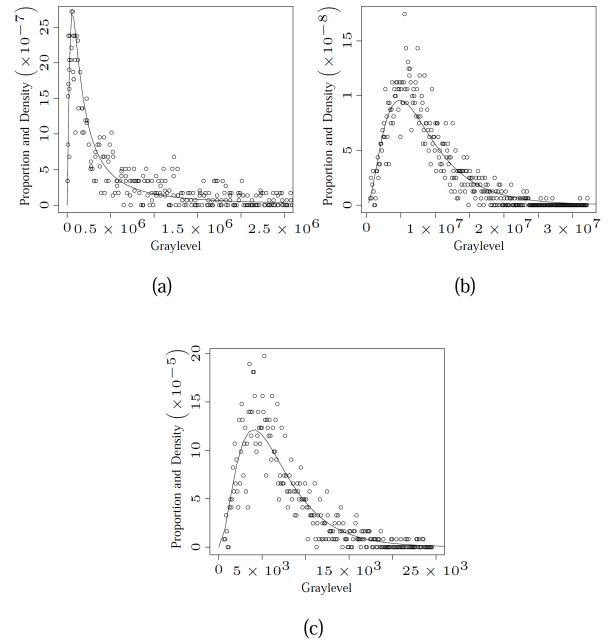 Proportion and Density (×10−7)
25
20
15
10
5
0
0.5 × 10⁶ 1.5 × 10⁶ 2.5 × 10⁶
Graylevel
(a)
Proportion and Density (×10−8)
1.5
1
.5
0
0 1 × 10⁷ 2 × 10⁷ 3 × 10⁷
Graylevel
(b)
Proportion and Density (×10−5)
20
15
10
5
0
0 5 × 10³ 15 × 10³ 25 × 10³
Graylevel
(c)